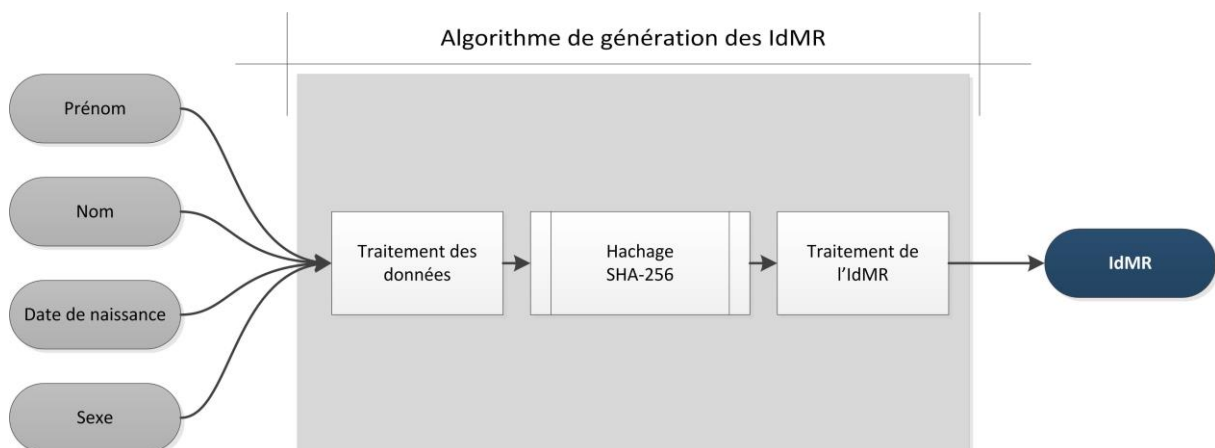 Algorithme de génération des IdMR
Prénom
Nom
Date de naissance
Sexe
Traitement des
données
Hachage
SHA-256
Traitement de
l'IdMR
IdMR